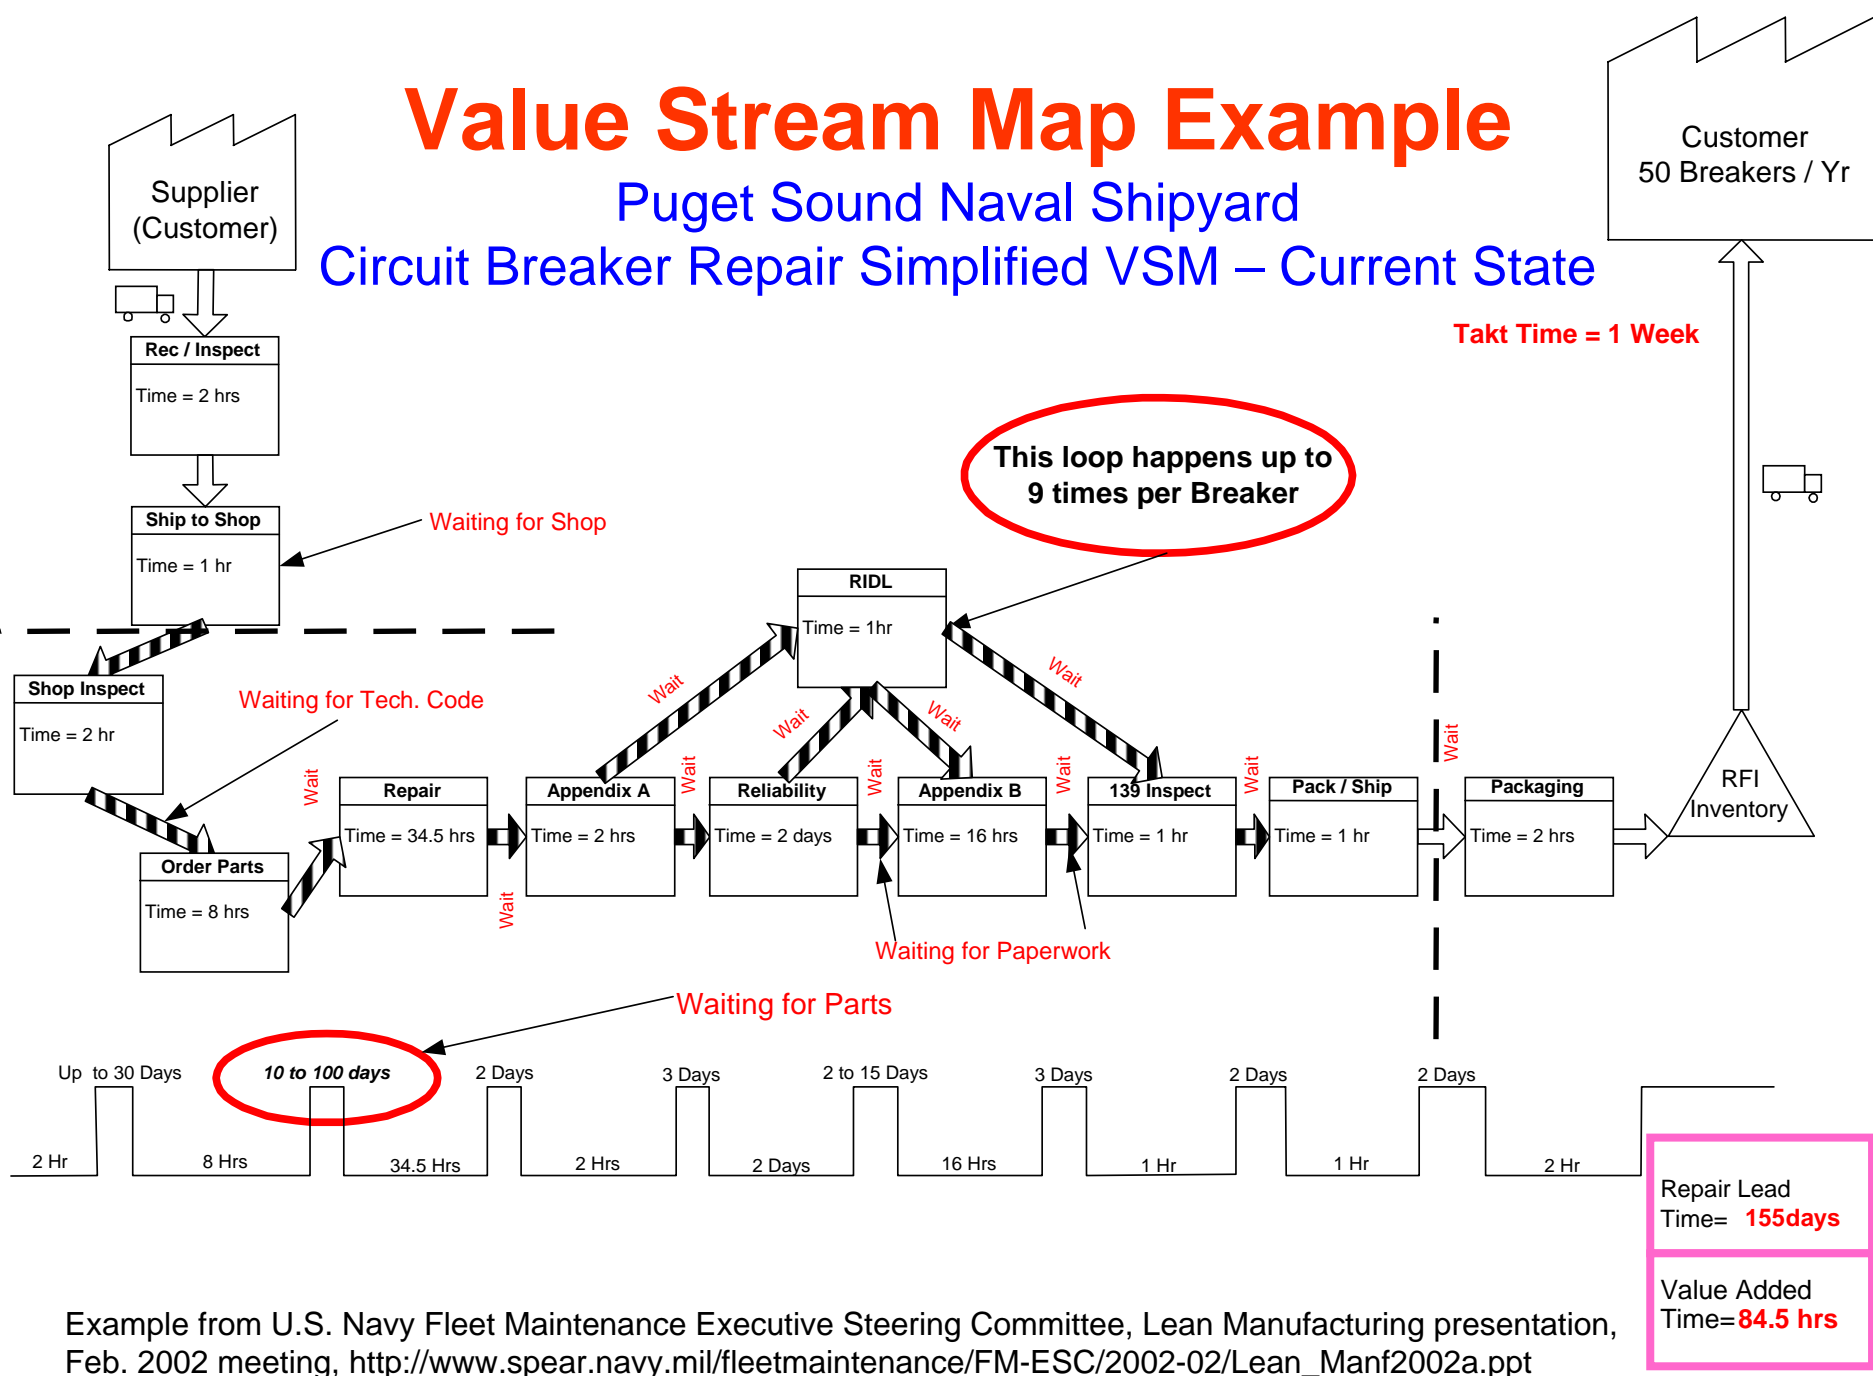 Value Stream Map Example
Puget Sound Naval Shipyard
Circuit Breaker Repair Simplified VSM – Current State
Supplier
(Customer)
Customer
50 Breakers / Yr
Takt Time = 1 Week
Rec / Inspect
Time = 2 hrs
Ship to Shop
Time = 1 hr
Waiting for Shop
This loop happens up to
9 times per Breaker
RIDL
Time = 1hr
Shop Inspect
Time = 2 hr
Waiting for Tech. Code
Order Parts
Time = 8 hrs
Wait
Repair
Time = 34.5 hrs
Wait
Appendix A
Time = 2 hrs
Wait
Wait
Reliability
Time = 2 days
Wait
Wait
Appendix B
Time = 16 hrs
Wait
Wait
139 Inspect
Time = 1 hr
Wait
Wait
Pack / Ship
Time = 1 hr
Wait
Packaging
Time = 2 hrs
RFI
Inventory
Waiting for Paperwork
Waiting for Parts
Up to 30 Days
10 to 100 days
2 Days
3 Days
2 to 15 Days
3 Days
2 Days
2 Days
2 Hr
8 Hrs
34.5 Hrs
2 Hrs
2 Days
16 Hrs
1 Hr
1 Hr
2 Hr
Repair Lead
Time= 155days
Value Added
Time=84.5 hrs
Example from U.S. Navy Fleet Maintenance Executive Steering Committee, Lean Manufacturing presentation,
Feb. 2002 meeting, http://www.spear.navy.mil/fleetmaintenance/FM-ESC/2002-02/Lean_Manf2002a.ppt